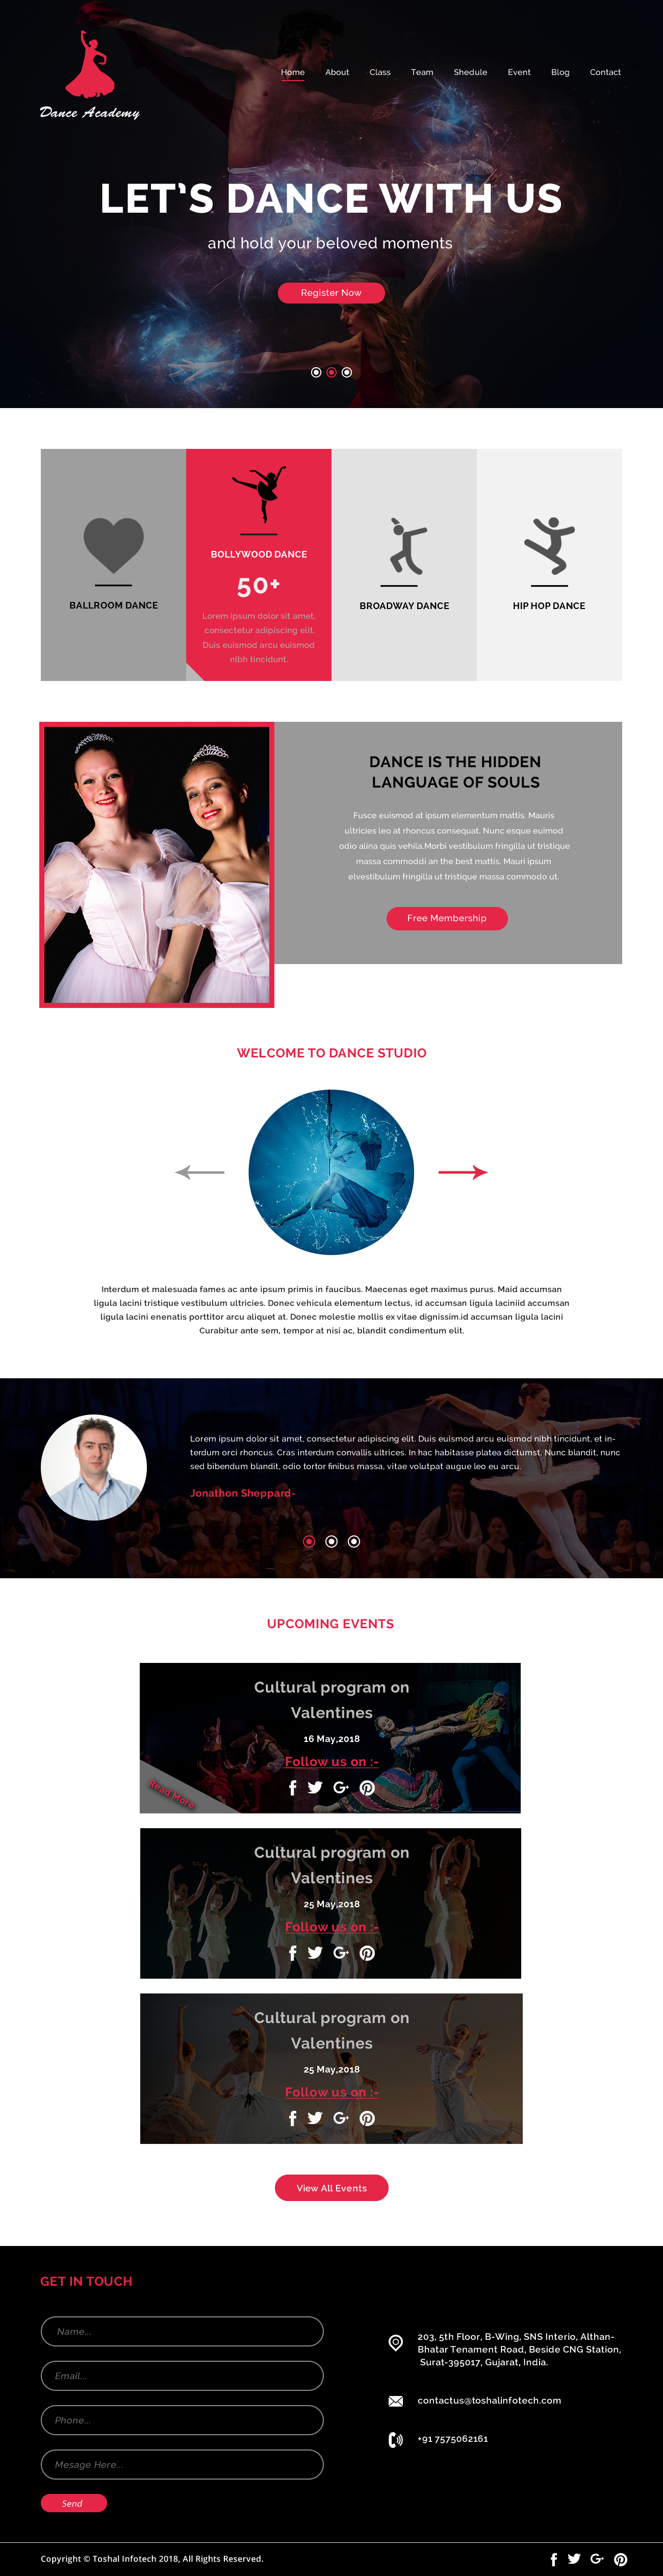 Dance Academy
Home About Class Team Shedule Event Blog Contact
LET'S DANCE WITH US
and hold your beloved moments
Register Now
BALLROOM DANCE
BOLLYWOOD DANCE
50+
Lorem ipsum dolor sit amet,
consectetur adipiscing elit.
Duis euismod arcu euismod
nibh tincidunt.
BROADWAY DANCE
HIP HOP DANCE
DANCE IS THE HIDDEN
LANGUAGE OF SOULS
Fusce euismod at ipsum elementum mattis. Mauris
ultricies leo at rhoncus consequat. Nunc esque euimod
odio alina quis vehila.Morbi vestibulum fringilla ut tristique
massa commoddi an the best mattis. Mauri ipsum
elvestibulum fringilla ut tristique massa commodo ut.
Free Membership
WELCOME TO DANCE STUDIO
Interdum et malesuada fames ac ante ipsum primis in faucibus. Maecenas eget maximus purus. Maid accumsan
ligula lacini tristique vestibulum ultricies. Donec vehicula elementum lectus, id accumsan ligula laciniid accumsan
ligula lacini enenatis porttitor arcu aliquet at. Donec molestie mollis ex vitae dignissim.id accumsan ligula lacini
Curabitur ante sem, tempor at nisi ac, blandit condimentum elit.
Lorem ipsum dolor sit amet, consectetur adipiscing elit. Duis euismod arcu euismod nibh tincidunt, et in-
terdum orci rhoncus. Cras interdum convallis ultrices. In hac habitasse platea dictumst. Nunc blandit, nunc
sed bibendum blandit, odio tortor finibus massa, vitae volutpat augue leo eu arcu.
Jonathon Sheppard-
UPCOMING EVENTS
Cultural program on
Valentines
16 May,2018
Follow us on :-
Read More
Cultural program on
Valentines
25 May,2018
Follow us on :-
Cultural program on
Valentines
25 May,2018
Follow us on :-
View All Events
GET IN TOUCH
Name...
Email...
Phone...
Mesage Here...
Send
203, 5th Floor, B-Wing, SNS Interio, Althan-
Bhatar Tenament Road, Beside CNG Station,
Surat-395017, Gujarat, India.
contactus@toshalinfotech.com
+91 7575062161
Copyright © Toshal Infotech 2018, All Rights Reserved.